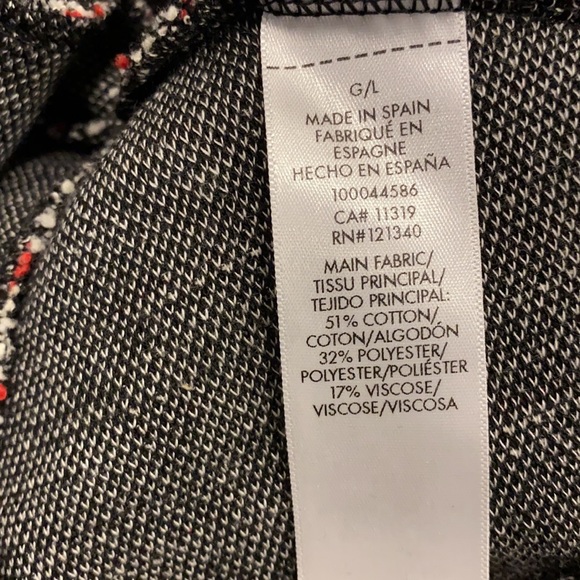 G/L
MADE IN SPAIN
FABRIQUÉ EN
ESPAGNE
HECHO EN ESPAÑA
100044586
CA# 11319
RN#121340
MAIN FABRIC/
TISSU PRINCIPAL/
TEJIDO PRINCIPAL:
51% COTTON/
COTON/ALGODÓN
32% POLYESTER/
POLYESTER/POLIÉSTER
17% VISCOSE/
VISCOSE/VISCOSA